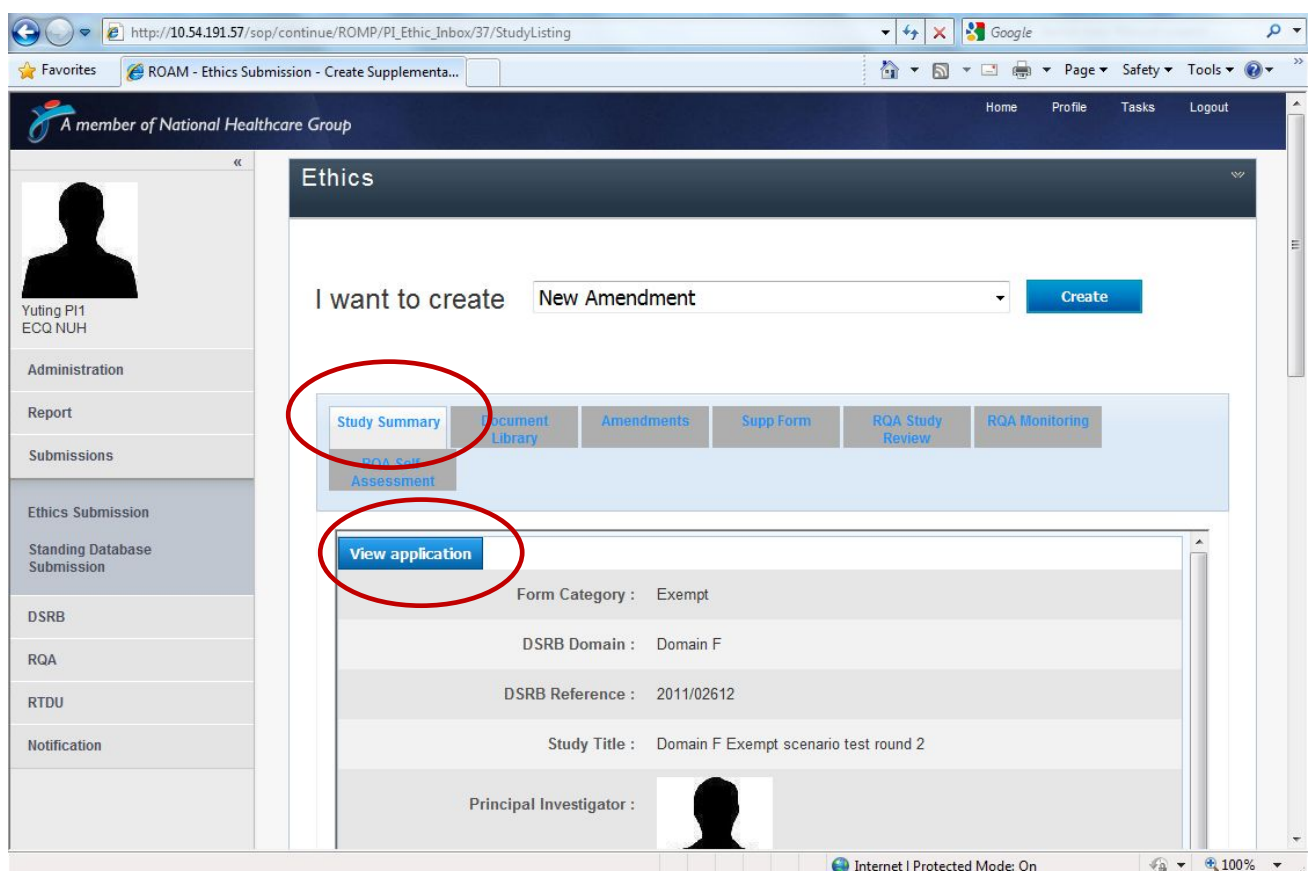 http://10.54.191.57/sop/continue/ROMP/PI_Ethic_Inbox/37/StudyListing
Google
Favorites
ROAM - Ethics Submission - Create Supplementa...
Page
Safety
Tools
A member of National Healthcare Group
Home
Profile
Tasks
Logout
«
Yuting PI1
ECQ NUH
Administration
Report
Submissions
Ethics Submission
Standing Database
Submission
DSRB
RQA
RTDU
Notification
Ethics
I want to create
New Amendment
Create
Study Summary
Document
Library
Amendments
Supp Form
RQA Study
Review
RQA Monitoring
RQA Self
Assessment
View application
Form Category : Exempt
DSRB Domain : Domain F
DSRB Reference : 2011/02612
Study Title : Domain F Exempt scenario test round 2
Principal Investigator :
Internet | Protected Mode: On
100%